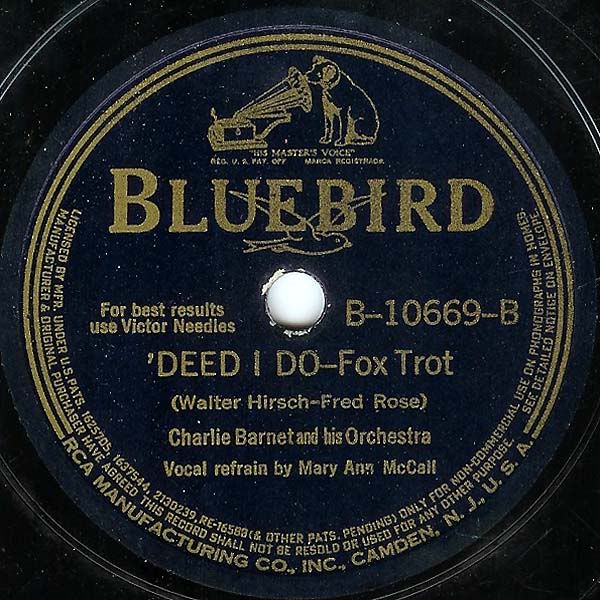 "HIS MASTER'S VOICE"
REG. U. S. PAT. OFF. MARCA REGISTRADA.
BLUEBIRD
For best results
use Victor Needles
B-10669-B
'DEED I DO-Fox Trot
(Walter Hirsch-Fred Rose)
Charlie Barnet and his Orchestra
Vocal refrain by Mary Ann McCall
LICENSED BY MFR. UNDER U.S. PATS. 1625705, 1637544, 2190239, RE-16580 (& OTHER PATS. PENDING) ONLY FOR NON-COMMERCIAL USE ON PHONOGRAPHS IN HOMES.
MANUFACTURER & ORIGINAL PURCHASER HAVE AGREED THIS RECORD SHALL NOT BE RESOLD OR USED FOR ANY OTHER PURPOSE. SEE DETAILED NOTICE ON ENVELOPE.
RCA MANUFACTURING CO., INC., CAMDEN, N. J., U. S. A.